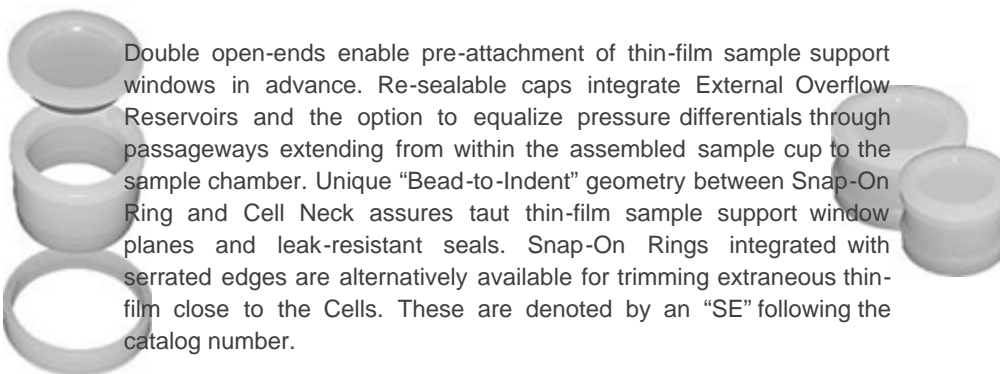 Double open-ends enable pre-attachment of thin-film sample support
windows in advance. Re-sealable caps integrate External Overflow
Reservoirs and the option to equalize pressure differentials through
passageways extending from within the assembled sample cup to the
sample chamber. Unique “Bead-to-Indent” geometry between Snap-On
Ring and Cell Neck assures taut thin-film sample support window
planes and leak-resistant seals. Snap-On Rings integrated with
serrated edges are alternatively available for trimming extraneous thin-
film close to the Cells. These are denoted by an “SE” following the
catalog number.